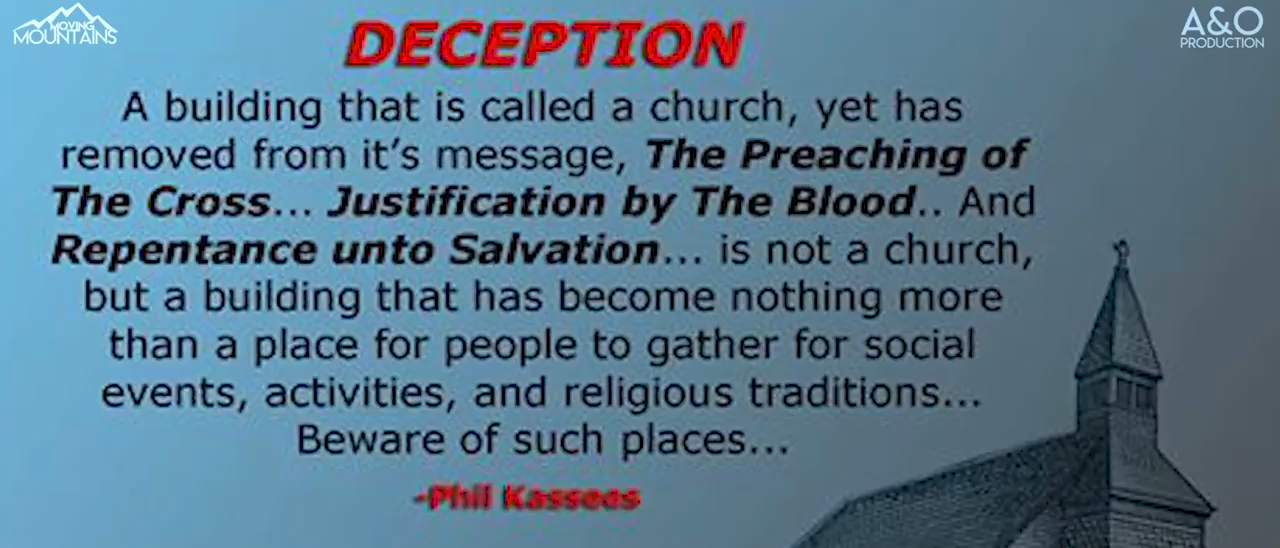 MOVING
MOUNTAINS
A&O
PRODUCTION
DECEPTION
A building that is called a church, yet has
removed from it's message, The Preaching of
The Cross... Justification by The Blood.. And
Repentance unto Salvation... is not a church,
but a building that has become nothing more
than a place for people to gather for social
events, activities, and religious traditions...
Beware of such places...
-Phil Kassees